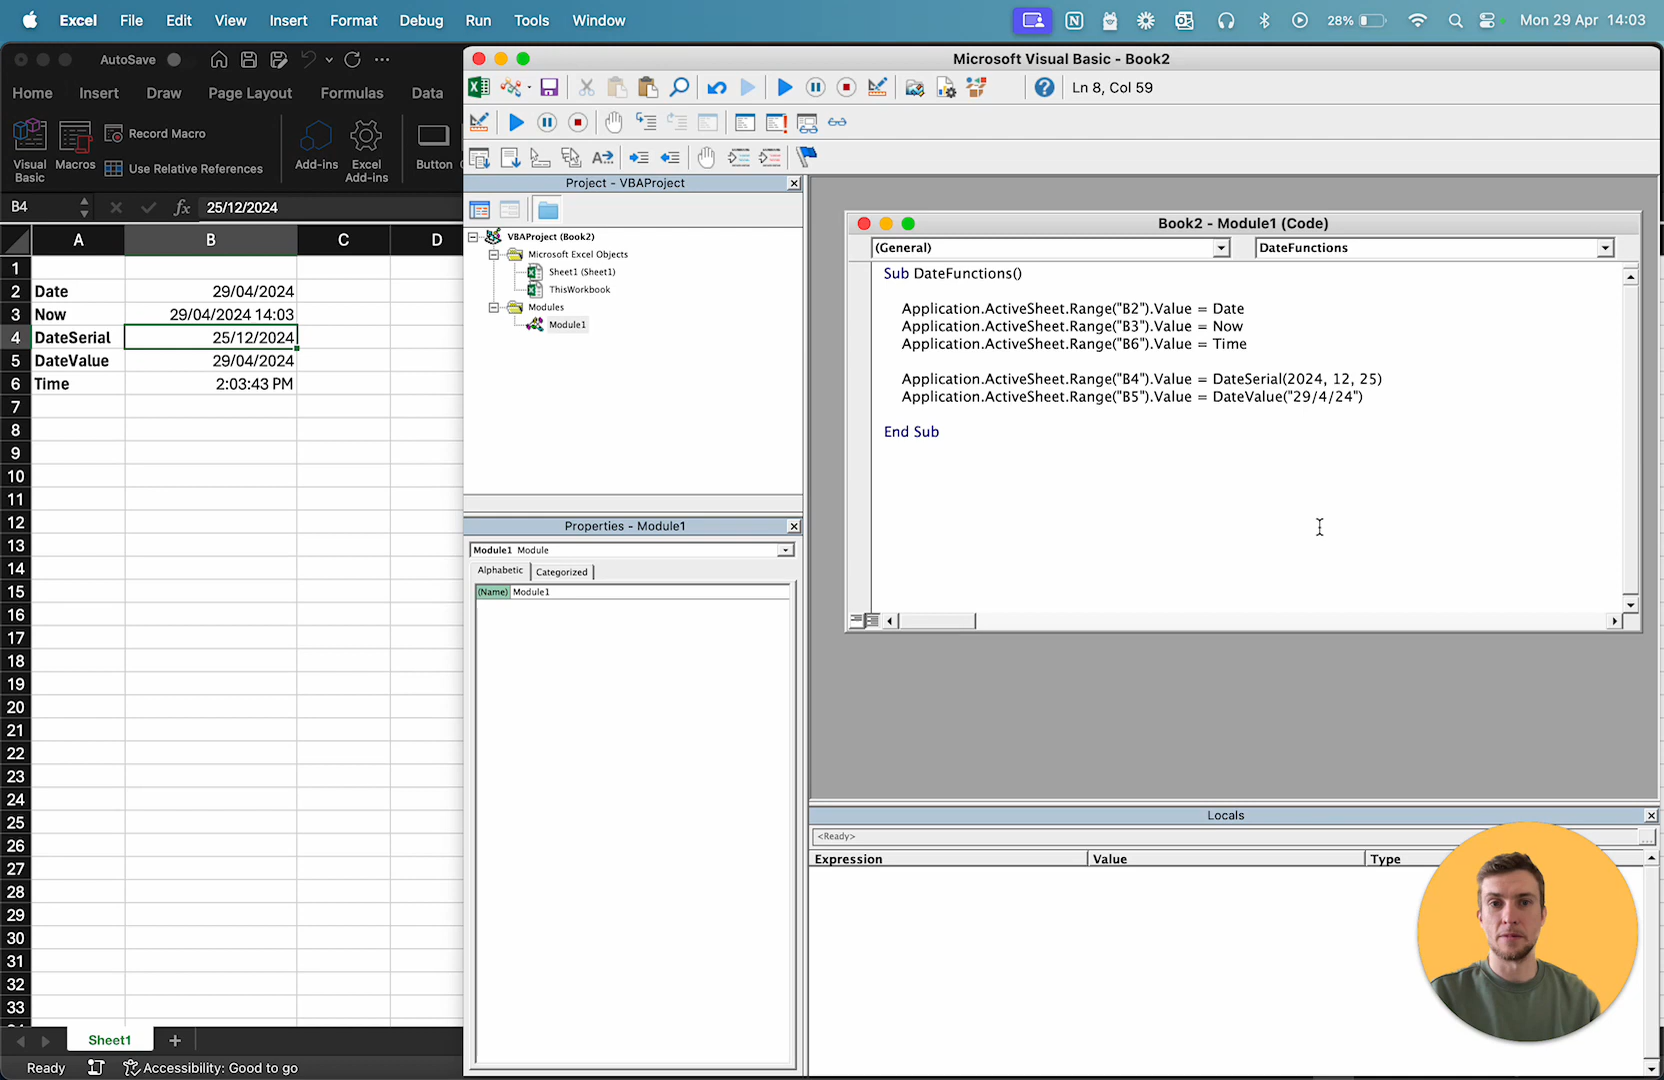 Excel File Edit View Insert Format Debug Run Tools Window 28% Mon 29 Apr 14:03
AutoSave
Home Insert Draw Page Layout Formulas Data
Visual Basic
Macros
Record Macro
Use Relative References
Add-ins
Excel Add-ins
Button
B4 fx 25/12/2024
A B C D
1
2 Date 29/04/2024
3 Now 29/04/2024 14:03
4 DateSerial 25/12/2024
5 DateValue 29/04/2024
6 Time 2:03:43 PM
7
8
9
10
11
12
13
14
15
16
17
18
19
20
21
22
23
24
25
26
27
28
29
30
31
32
33
Sheet1 +
Ready Accessibility: Good to go
Microsoft Visual Basic - Book2
Ln 8, Col 59
Project - VBAProject
VBAProject (Book2)
Microsoft Excel Objects
Sheet1 (Sheet1)
ThisWorkbook
Modules
Module1
Properties - Module1
Module1 Module
Alphabetic Categorized
(Name) Module1
Book2 - Module1 (Code)
(General) DateFunctions
Sub DateFunctions()
Application.ActiveSheet.Range("B2").Value = Date
Application.ActiveSheet.Range("B3").Value = Now
Application.ActiveSheet.Range("B6").Value = Time
Application.ActiveSheet.Range("B4").Value = DateSerial(2024, 12, 25)
Application.ActiveSheet.Range("B5").Value = DateValue("29/4/24")
End Sub
Locals
<Ready>
Expression Value Type